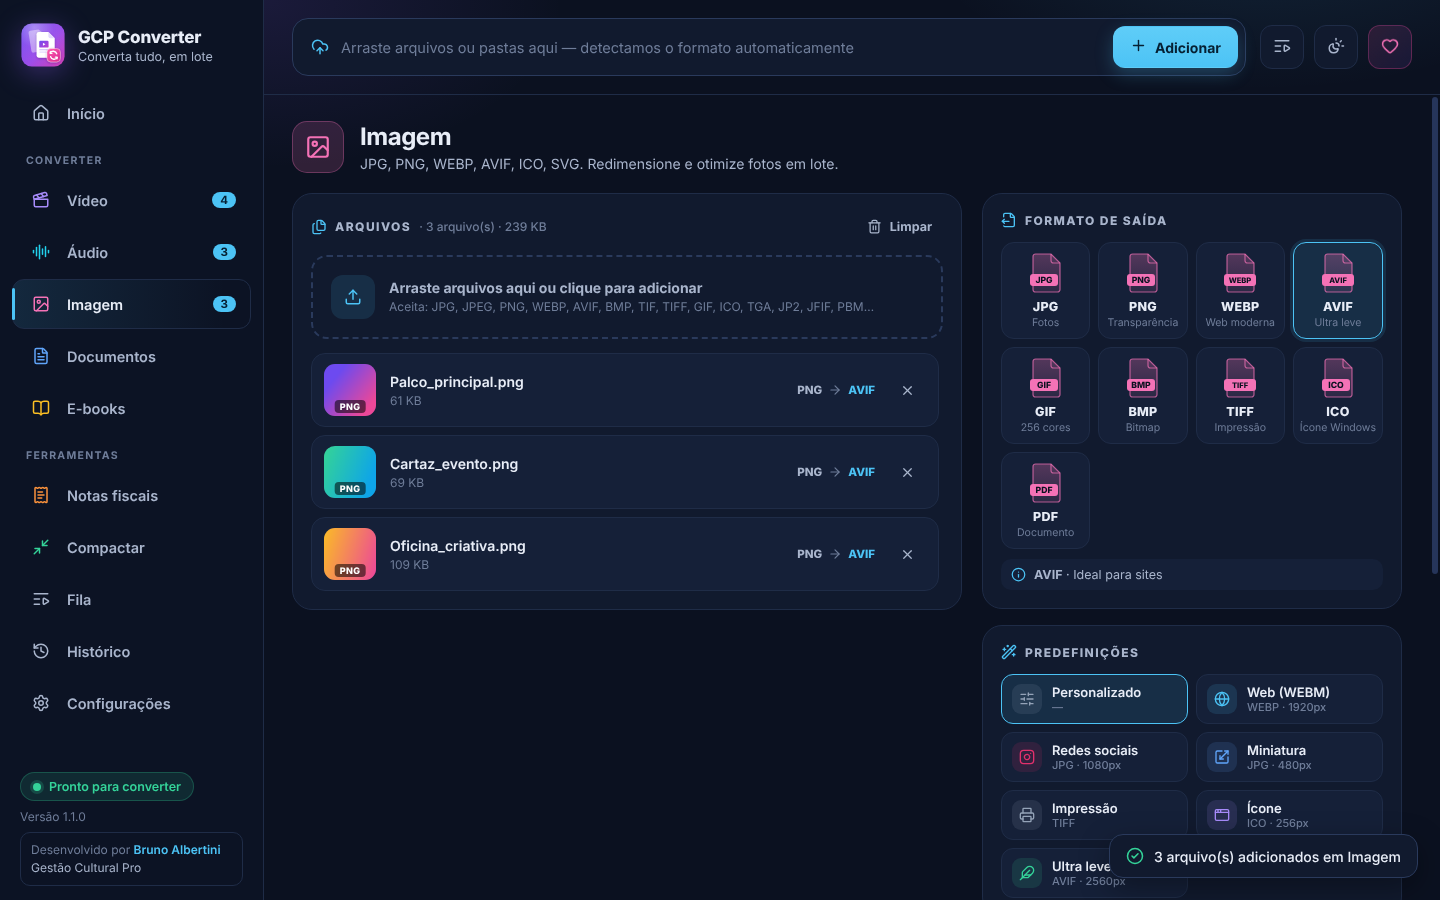 GCP Converter
Converta tudo, em lote
Início
CONVERTER
Vídeo 4
Áudio 3
Imagem 3
Documentos
E-books
FERRAMENTAS
Notas fiscais
Compactar
Fila
Histórico
Configurações
Pronto para converter
Versão 1.1.0
Desenvolvido por Bruno Albertini
Gestão Cultural Pro
Arraste arquivos ou pastas aqui — detectamos o formato automaticamente
Adicionar
Imagem
JPG, PNG, WEBP, AVIF, ICO, SVG. Redimensione e otimize fotos em lote.
ARQUIVOS · 3 arquivo(s) · 239 KB
Limpar
Arraste arquivos aqui ou clique para adicionar
Aceita: JPG, JPEG, PNG, WEBP, AVIF, BMP, TIF, TIFF, GIF, ICO, TGA, JP2, JFIF, PBM...
PNG
Palco_principal.png
61 KB
PNG → AVIF
PNG
Cartaz_evento.png
69 KB
PNG → AVIF
PNG
Oficina_criativa.png
109 KB
PNG → AVIF
FORMATO DE SAÍDA
JPG
JPG
Fotos
PNG
PNG
Transparência
WEBP
WEBP
Web moderna
AVIF
AVIF
Ultra leve
GIF
GIF
256 cores
BMP
BMP
Bitmap
TIFF
TIFF
Impressão
ICO
ICO
Ícone Windows
PDF
PDF
Documento
AVIF · Ideal para sites
PREDEFINIÇÕES
Personalizado
—
Web (WEBM)
WEBP · 1920px
Redes sociais
JPG · 1080px
Miniatura
JPG · 480px
Impressão
TIFF
Ícone
ICO · 256px
Ultra leve
AVIF · 2560px
3 arquivo(s) adicionados em Imagem